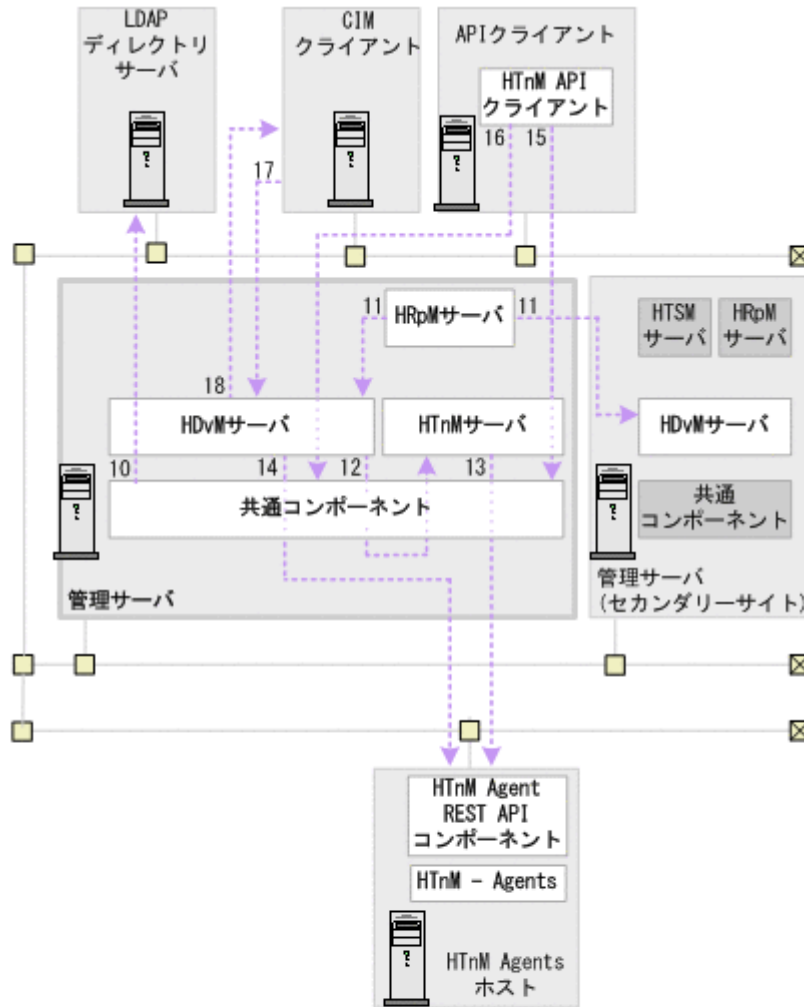 LDAP
ディレクトリ
サーバ
CIM
クライアント
APIクライアント
HTnM API
クライアント
16
15
17
11
HRpMサーバ
11
HTSM
サーバ
HRpM
サーバ
18
HDvMサーバ
HTnMサーバ
HDvMサーバ
10
14
12
13
共通コンポーネント
共通
コンポーネント
管理サーバ
管理サーバ
(セカンダリーサイト)
HTnM Agent
REST API
コンポーネント
HTnM - Agents
HTnM Agents
ホスト